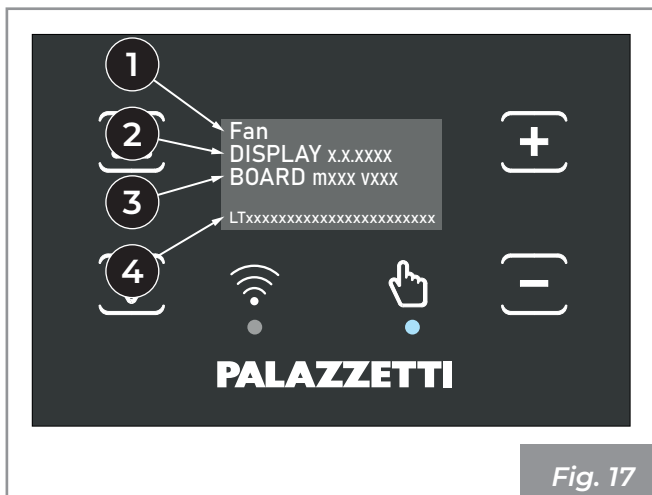 1
Fan
2
DISPLAY x.x.xxxx
3
BOARD mxxx vxxx
4
LTxxxxxxxxxxxxxxxxxxxxxxx
+
−
PALAZZETTI
Fig. 17